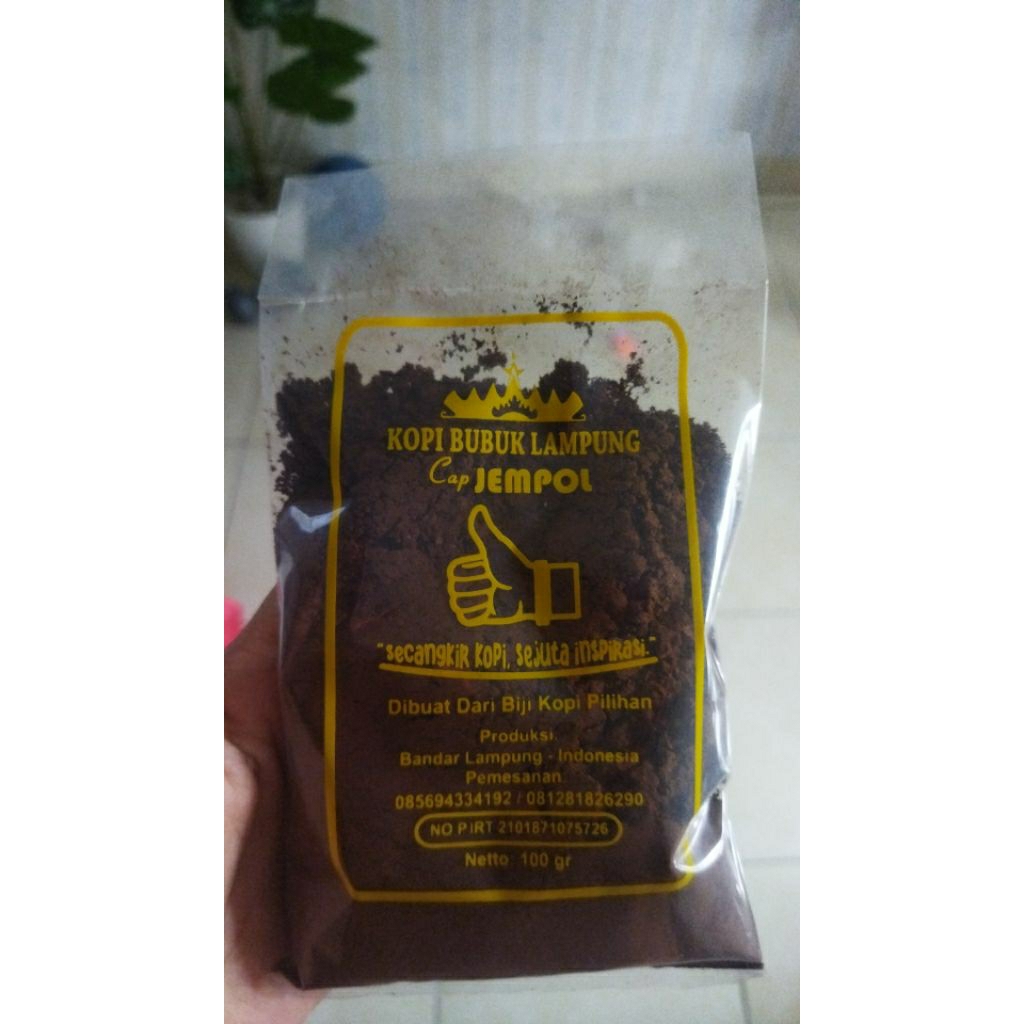 KOPI BUBUK LAMPUNG
Cap JEMPOL
"secangkir kopi, sejuta inspirasi."
Dibuat Dari Biji Kopi Pilihan
Produksi:
Bandar Lampung - Indonesia
Pemesanan:
085694334192 / 081281826290
NO P.IRT 2101871075726
Netto: 100 gr